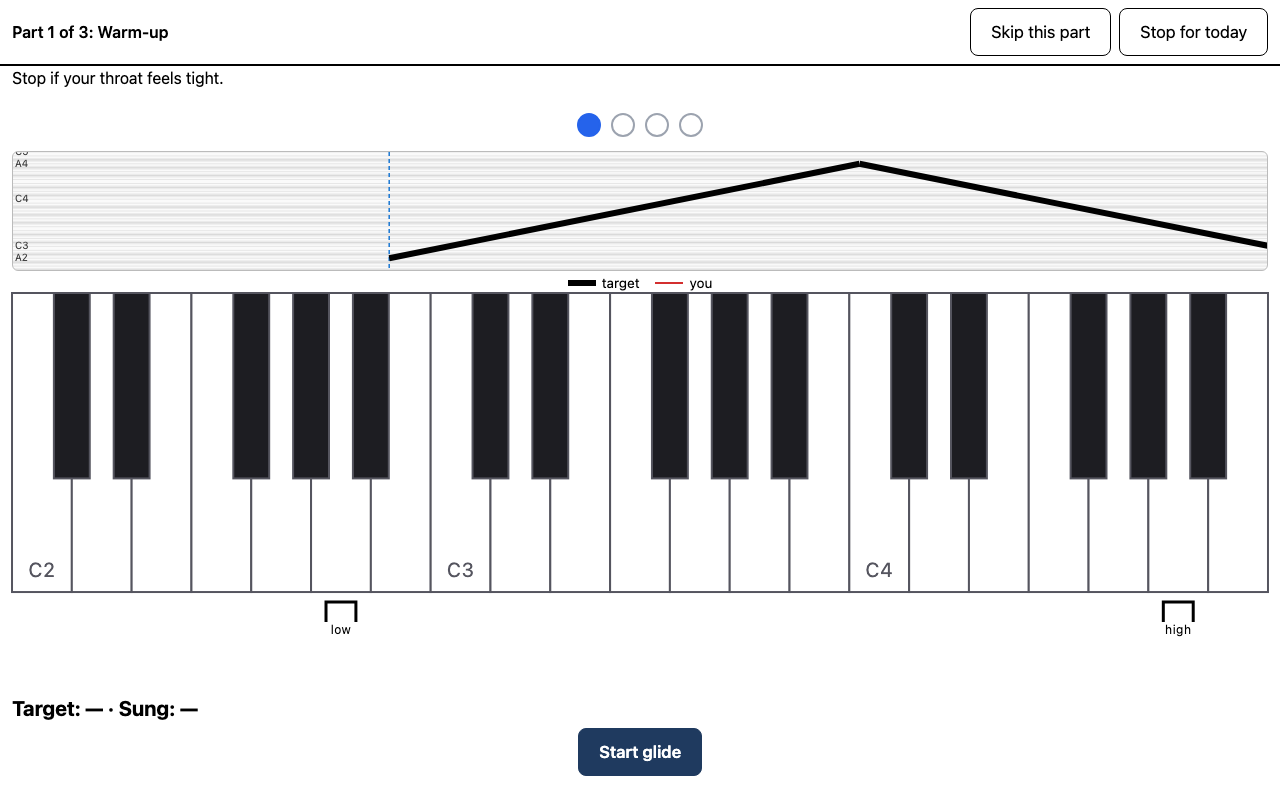 Part 1 of 3: Warm-up
Skip this part
Stop for today
Stop if your throat feels tight.
A4
C4
C3
A2
target
you
C2
C3
C4
low
high
Target: — · Sung: —
Start glide